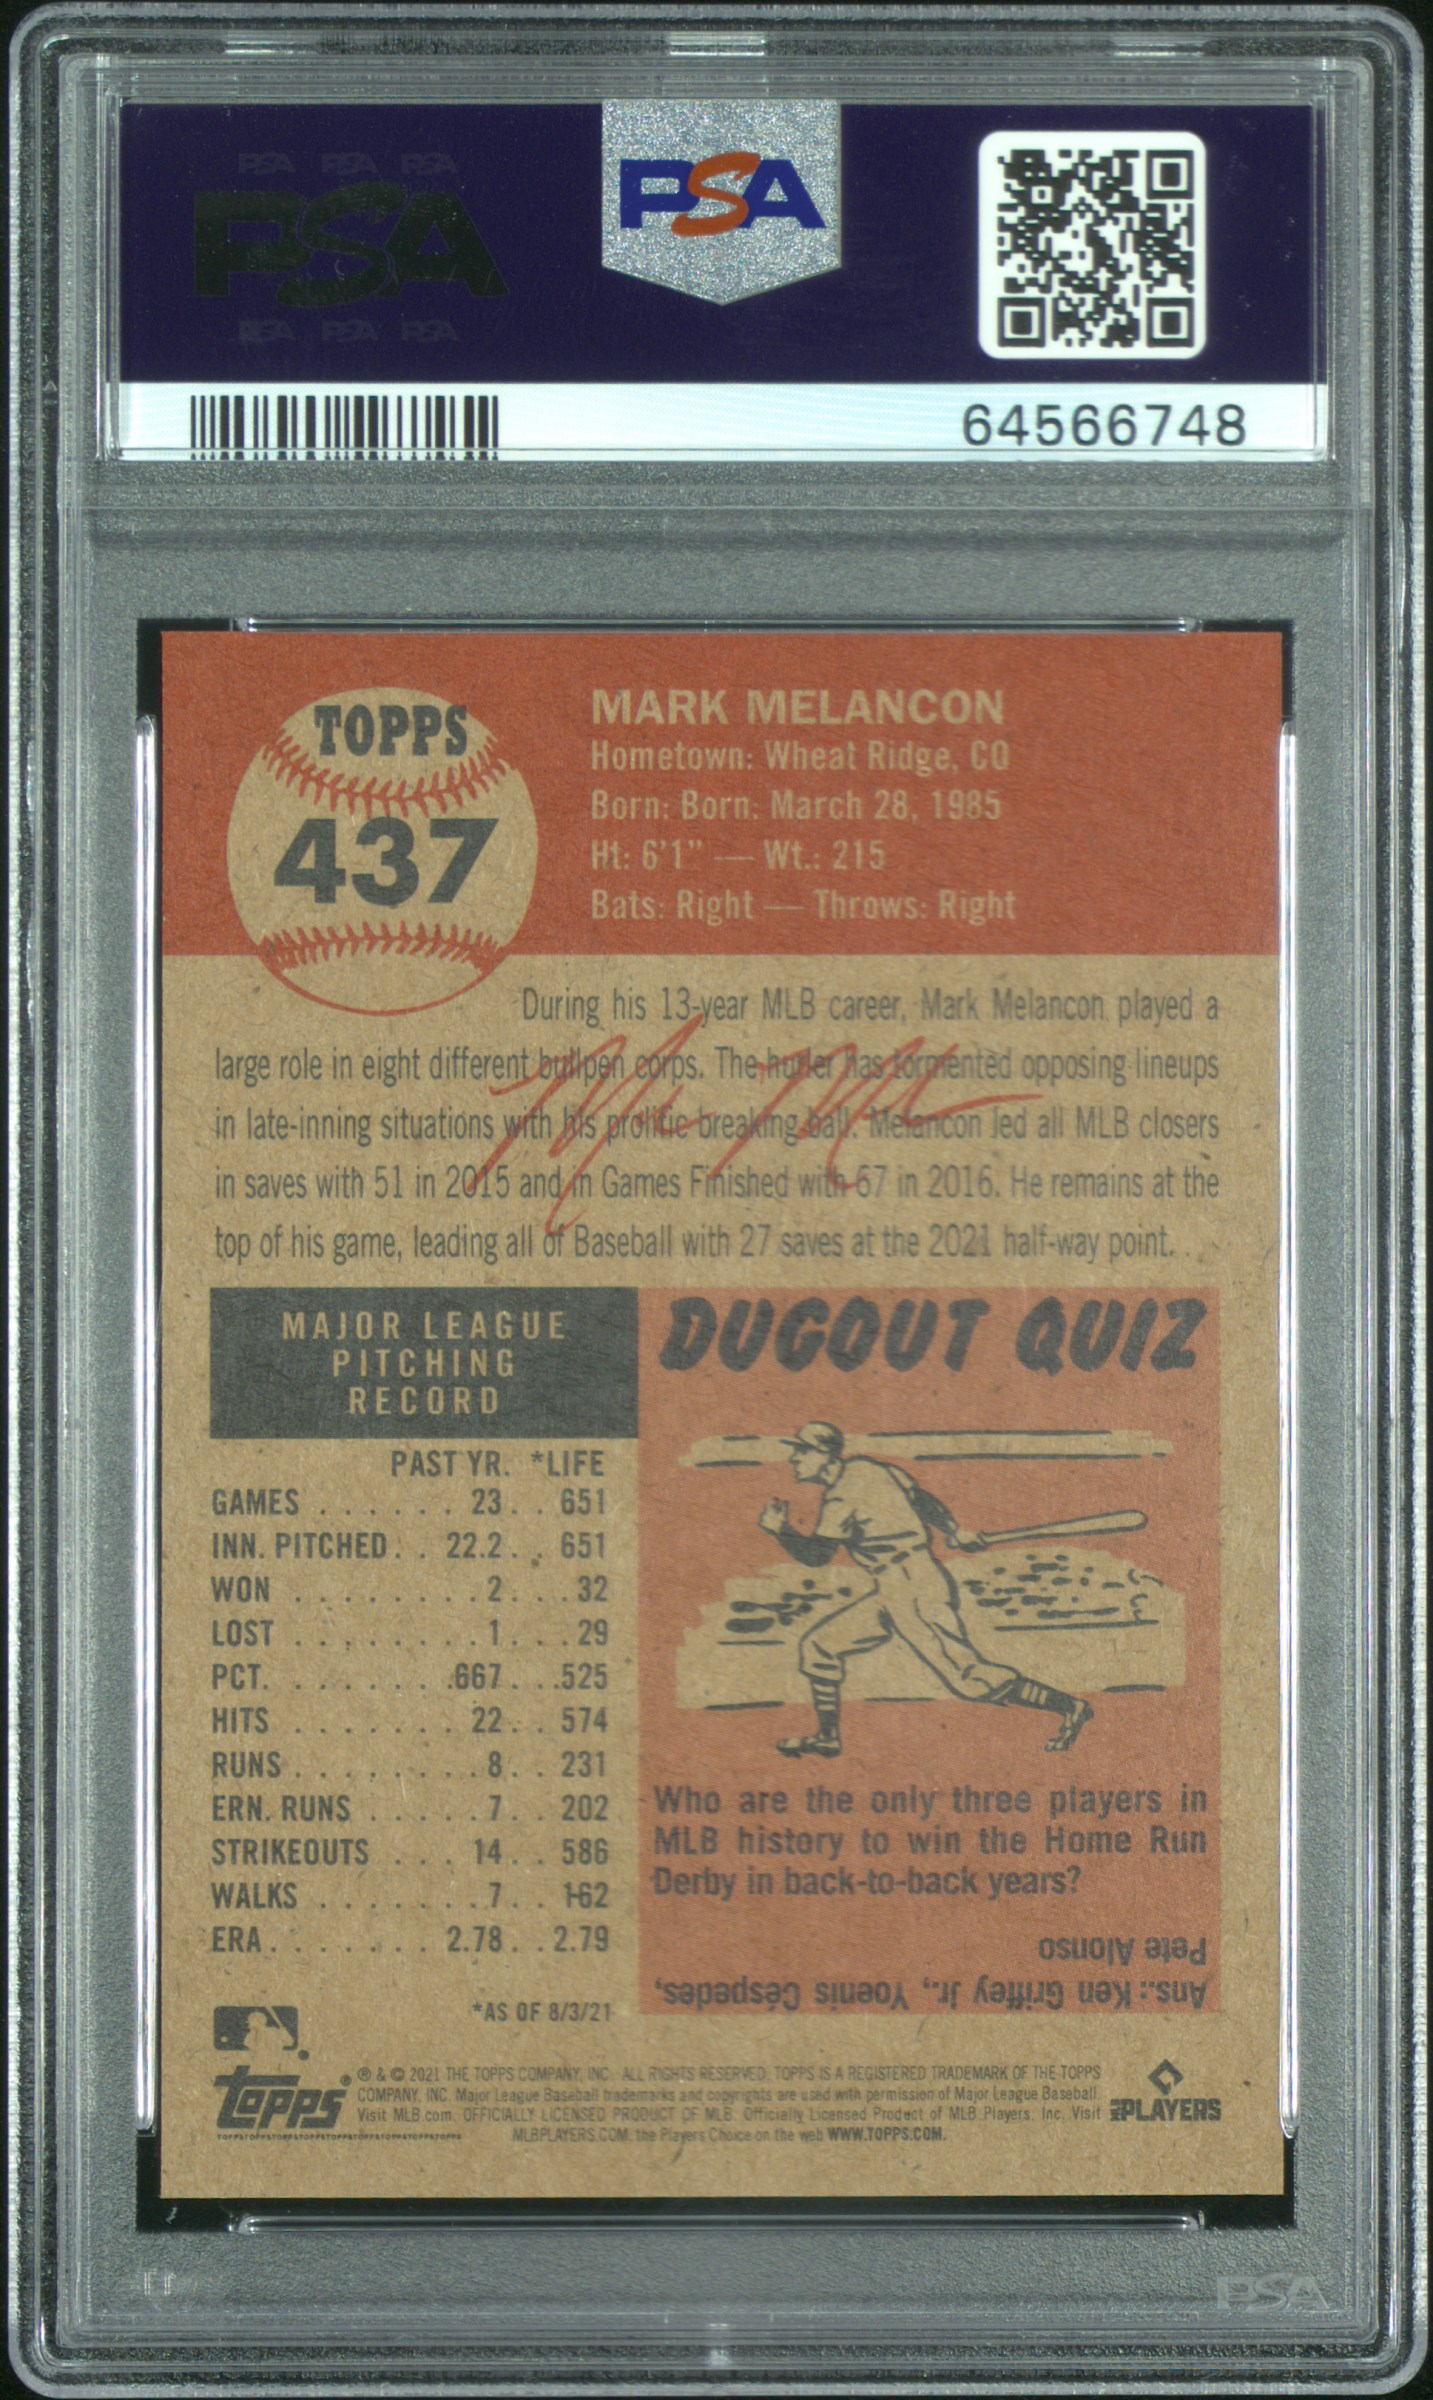 PSA PSA PSA
PSA
PSA PSA PSA
PSA
64566748
TOPPS
437
MARK MELANCON
Hometown: Wheat Ridge, CO
Born: Born: March 28, 1985
Ht: 6'1" — Wt.: 215
Bats: Right — Throws: Right
During his 13-year MLB career, Mark Melancon played a
large role in eight different bullpen corps. The hurler has tormented opposing lineups
in late-inning situations with his prolific breaking ball. Melancon led all MLB closers
in saves with 51 in 2015 and in Games Finished with 67 in 2016. He remains at the
top of his game, leading all of Baseball with 27 saves at the 2021 half-way point.
MAJOR LEAGUE
PITCHING
RECORD
PAST YR. *LIFE
GAMES . . . . . . 23 . . 651
INN. PITCHED . . 22.2 . . 651
WON . . . . . . . . 2 . . . 32
LOST . . . . . . . . 1 . . . 29
PCT. . . . . . . . .667 . . .525
HITS . . . . . . . 22 . . 574
RUNS . . . . . . . . 8 . . 231
ERN. RUNS . . . . . 7 . . 202
STRIKEOUTS . . . 14 . . 586
WALKS . . . . . . . 7 . . 162
ERA . . . . . . . 2.78 . . 2.79
*AS OF 8/3/21
DUGOUT QUIZ
Who are the only three players in
MLB history to win the Home Run
Derby in back-to-back years?
Ans.: Ken Griffey Jr., Yoenis Céspedes,
Pete Alonso
TOPPS
® & © 2021 THE TOPPS COMPANY, INC. ALL RIGHTS RESERVED. TOPPS IS A REGISTERED TRADEMARK OF THE TOPPS
COMPANY, INC. Major League Baseball trademarks and copyrights are used with permission of Major League Baseball.
Visit MLB.com. OFFICIALLY LICENSED PRODUCT OF MLB. Officially Licensed Product of MLB Players, Inc. Visit
MLBPLAYERS.COM, the Players Choice on the web WWW.TOPPS.COM.
TOPPSTOPPSTOPPSTOPPSTOPPSTOPPSTOPPSTOPPSTOPPS
PLAYERS
PSA